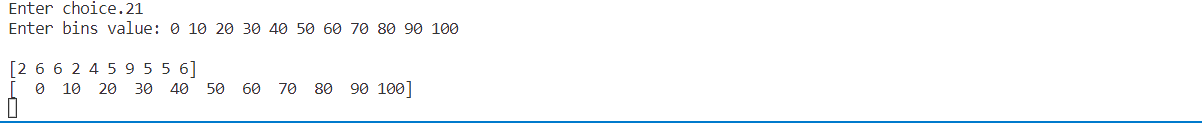 Enter choice.21
Enter bins value: 0 10 20 30 40 50 60 70 80 90 100
[2 6 6 2 4 5 9 5 5 6]
[  0  10  20  30  40  50  60  70  80  90 100]